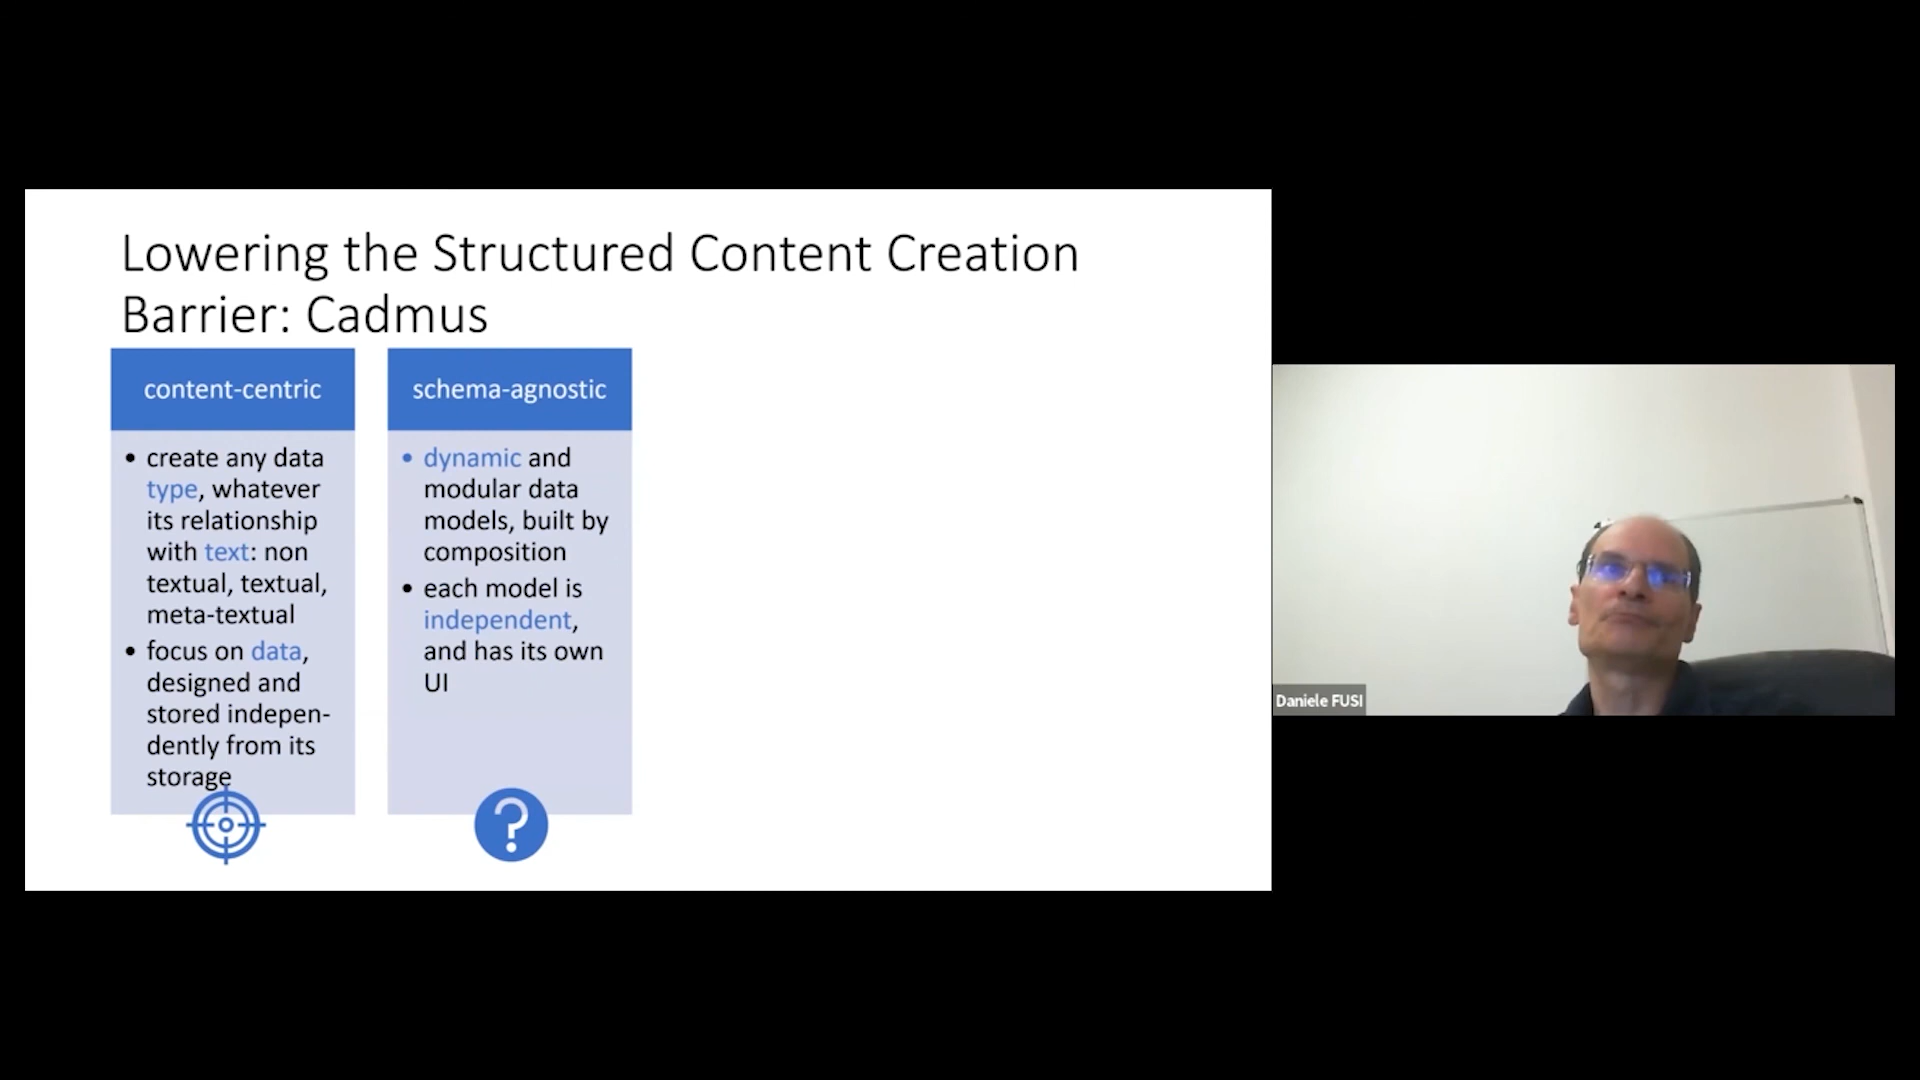 Lowering the Structured Content Creation
Barrier: Cadmus
content-centric
• create any data
type, whatever
its relationship
with text: non
textual, textual,
meta-textual
• focus on data,
designed and
stored indepen-
dently from its
storage
schema-agnostic
• dynamic and
modular data
models, built by
composition
• each model is
independent,
and has its own
UI
?
Daniele FUSI